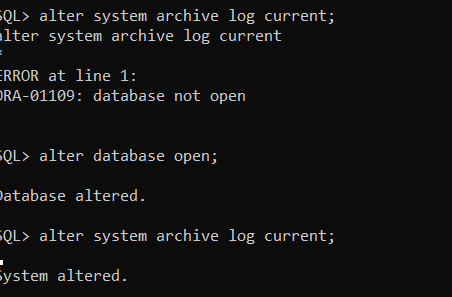 SQL> alter system archive log current;
alter system archive log current
*
ERROR at line 1:
ORA-01109: database not open
SQL> alter database open;
Database altered.
SQL> alter system archive log current;
System altered.